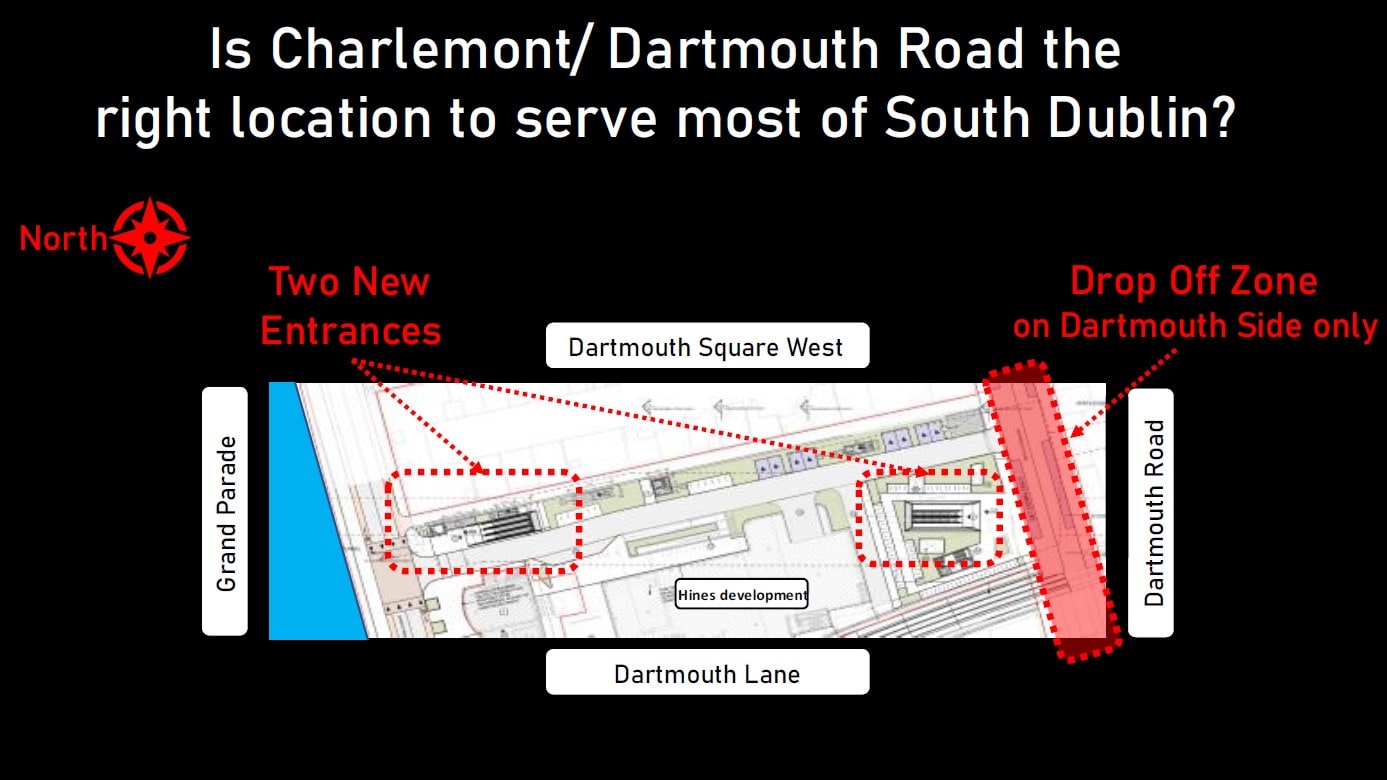 Is Charlemont/ Dartmouth Road the
right location to serve most of South Dublin?
North
Two New
Entrances
Drop Off Zone
on Dartmouth Side only
Dartmouth Square West
Grand Parade
Dartmouth Road
Hines development
Dartmouth Lane